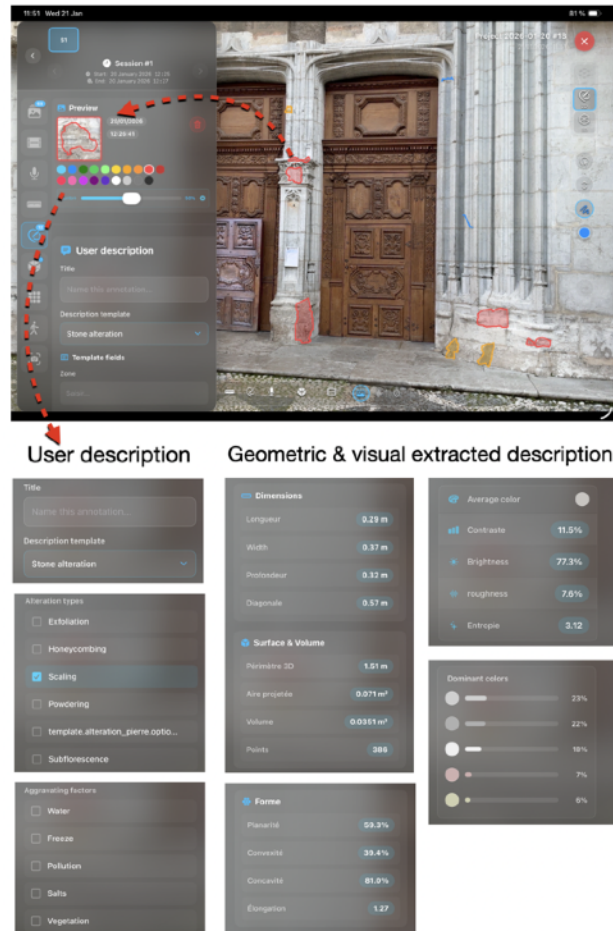 11:51 Wed 21 Jan
81 %
S1
Project 2026-01-20 #13
Session #1
Start: 20 January 2026 12:25
End: 20 January 2026 12:27
Preview
12:25:41
User description
Title
Name this annotation...
Description template
Stone alteration
Template fields
Zone
User description
Title
Name this annotation...
Description template
Stone alteration
Alteration types
Exfoliation
Honeycombing
Scaling
Powdering
template.alteration_pierre.optio...
Subflorescence
Aggravating factors
Water
Freeze
Pollution
Salts
Vegetation
Geometric & visual extracted description
Dimensions
Longueur 0.29 m
Width 0.37 m
Profondeur 0.32 m
Diagonale 0.57 m
Surface & Volume
Périmètre 3D 1.51 m
Aire projetée 0.071 m²
Volume 0.0351 m³
Points 386
Forme
Planarité 59.3%
Convexité 39.4%
Concavité 61.0%
Élongation 1.27
Average color
Contraste 11.5%
Brightness 77.3%
roughness 7.6%
Entropie 3.12
Dominant colors
23%
22%
18%
7%
6%